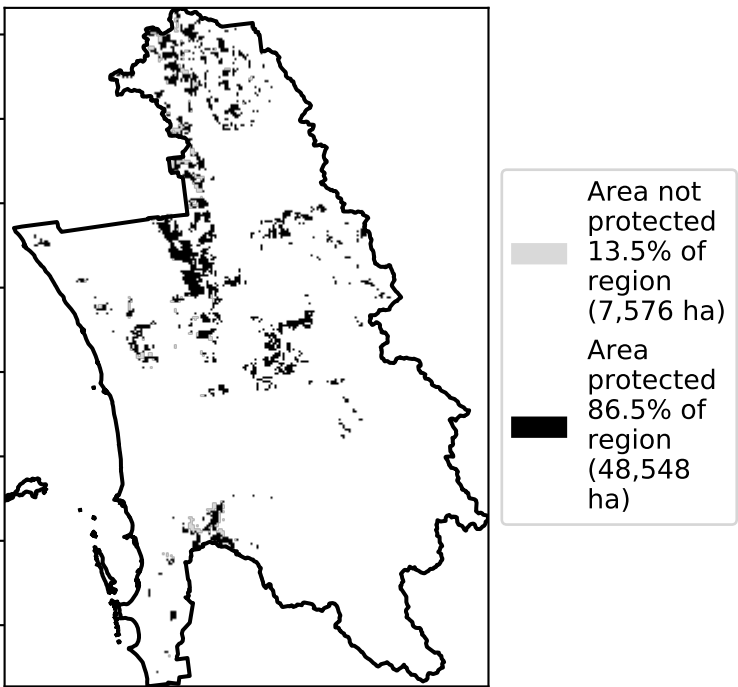 Area not
protected
13.5% of
region
(7,576 ha)
Area
protected
86.5% of
region
(48,548
ha)